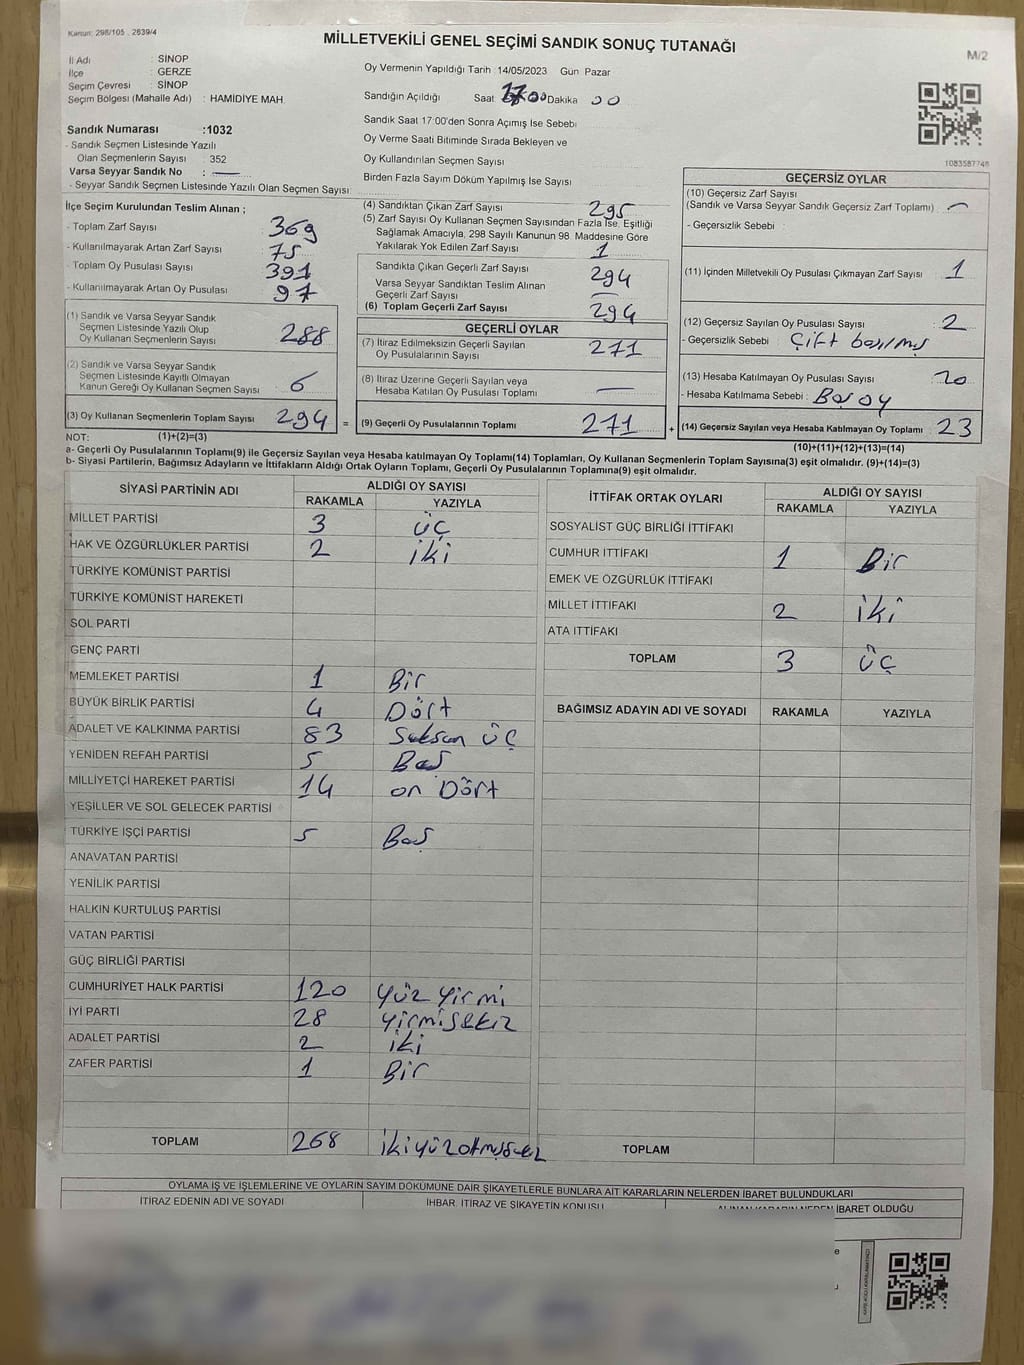 Kanun: 298/105 , 2839/4
MİLLETVEKİLİ GENEL SEÇİMİ SANDIK SONUÇ TUTANAĞI
M/2
İl Adı : SİNOP
İlçe : GERZE
Seçim Çevresi : SİNOP
Seçim Bölgesi (Mahalle Adı) : HAMİDİYE MAH.
Sandık Numarası :1032
- Sandık Seçmen Listesinde Yazılı
Olan Seçmenlerin Sayısı : 352
Varsa Seyyar Sandık No : —
- Seyyar Sandık Seçmen Listesinde Yazılı Olan Seçmen Sayısı:
Oy Vermenin Yapıldığı Tarih :14/05/2023 Gün Pazar
Sandığın Açıldığı Saat 17 00 Dakika 00
Sandık Saat 17:00'den Sonra Açımış İse Sebebi
Oy Verme Saati Bitiminde Sırada Bekleyen ve
Oy Kullandırılan Seçmen Sayısı
Birden Fazla Sayım Döküm Yapılmış İse Sayısı
1083587748
İlçe Seçim Kurulundan Teslim Alınan ;
- Toplam Zarf Sayısı : 369
- Kullanılmayarak Artan Zarf Sayısı : 75
- Toplam Oy Pusulası Sayısı : 391
- Kullanılmayarak Artan Oy Pusulası : 97
(1) Sandık ve Varsa Seyyar Sandık
Seçmen Listesinde Yazılı Olup
Oy Kullanan Seçmenlerin Sayısı : 288
(2) Sandık ve Varsa Seyyar Sandık
Seçmen Listesinde Kayıtlı Olmayan
Kanun Gereği Oy Kullanan Seçmen Sayısı : 6
(3) Oy Kullanan Seçmenlerin Toplam Sayısı : 294 =
(4) Sandıktan Çıkan Zarf Sayısı : 295
(5) Zarf Sayısı Oy Kullanan Seçmen Sayısından Fazla İse, Eşitliği
Sağlamak Amacıyla, 298 Sayılı Kanunun 98. Maddesine Göre
Yakılarak Yok Edilen Zarf Sayısı : 1
Sandıkta Çıkan Geçerli Zarf Sayısı : 294
Varsa Seyyar Sandıktan Teslim Alınan
Geçerli Zarf Sayısı : —
(6) Toplam Geçerli Zarf Sayısı : 294
GEÇERLİ OYLAR
(7) İtiraz Edilmeksizin Geçerli Sayılan
Oy Pusulalarının Sayısı : 271
(8) İtiraz Üzerine Geçerli Sayılan veya
Hesaba Katılan Oy Pusulası Toplamı : —
(9) Geçerli Oy Pusulalarının Toplamı : 271 +
GEÇERSİZ OYLAR
(10) Geçersiz Zarf Sayısı
(Sandık ve Varsa Seyyar Sandık Geçersiz Zarf Toplamı) : —
- Geçersizlik Sebebi :
(11) İçinden Milletvekili Oy Pusulası Çıkmayan Zarf Sayısı : 1
(12) Geçersiz Sayılan Oy Pusulası Sayısı : 2
- Geçersizlik Sebebi : Çift basılmış
(13) Hesaba Katılmayan Oy Pusulası Sayısı : 20
- Hesaba Katılmama Sebebi : Boş oy
(14) Geçersiz Sayılan veya Hesaba Katılmayan Oy Toplamı : 23
NOT: (1)+(2)=(3)
(10)+(11)+(12)+(13)=(14)
a- Geçerli Oy Pusulalarının Toplamı(9) ile Geçersiz Sayılan veya Hesaba katılmayan Oy Toplamı(14) Toplamları, Oy Kullanan Seçmenlerin Toplam Sayısına(3) eşit olmalıdır. (9)+(14)=(3)
b- Siyasi Partilerin, Bağımsız Adayların ve İttifakların Aldığı Ortak Oyların Toplamı, Geçerli Oy Pusulalarının Toplamına(9) eşit olmalıdır.
SİYASİ PARTİNİN ADI
ALDIĞI OY SAYISI
RAKAMLA YAZIYLA
MİLLET PARTİSİ 3 üç
HAK VE ÖZGÜRLÜKLER PARTİSİ 2 iki
TÜRKİYE KOMÜNİST PARTİSİ
TÜRKİYE KOMÜNİST HAREKETİ
SOL PARTİ
GENÇ PARTİ
MEMLEKET PARTİSİ 1 Bir
BÜYÜK BİRLİK PARTİSİ 4 Dört
ADALET VE KALKINMA PARTİSİ 83 Seksen üç
YENİDEN REFAH PARTİSİ 5 Beş
MİLLİYETÇİ HAREKET PARTİSİ 14 on Dört
YEŞİLLER VE SOL GELECEK PARTİSİ
TÜRKİYE İŞÇİ PARTİSİ 5 Beş
ANAVATAN PARTİSİ
YENİLİK PARTİSİ
HALKIN KURTULUŞ PARTİSİ
VATAN PARTİSİ
GÜÇ BİRLİĞİ PARTİSİ
CUMHURİYET HALK PARTİSİ 120 yüz yirmi
İYİ PARTİ 28 yirmisekiz
ADALET PARTİSİ 2 iki
ZAFER PARTİSİ 1 Bir
TOPLAM 268 ikiyüzatmışsekiz
İTTİFAK ORTAK OYLARI
ALDIĞI OY SAYISI
RAKAMLA YAZIYLA
SOSYALİST GÜÇ BİRLİĞİ İTTİFAKI
CUMHUR İTTİFAKI 1 Bir
EMEK VE ÖZGÜRLÜK İTTİFAKI
MİLLET İTTİFAKI 2 iki
ATA İTTİFAKI
TOPLAM 3 üç
BAĞIMSIZ ADAYIN ADI VE SOYADI RAKAMLA YAZIYLA
TOPLAM
OYLAMA İŞ VE İŞLEMLERİNE VE OYLARIN SAYIM DÖKÜMÜNE DAİR ŞİKAYETLERLE BUNLARA AİT KARARLARIN NELERDEN İBARET BULUNDUKLARI
İTİRAZ EDENİN ADI VE SOYADI İHBAR, İTİRAZ VE ŞİKAYETİN KONUSU ALINAN KARARIN NEDEN İBARET OLDUĞU